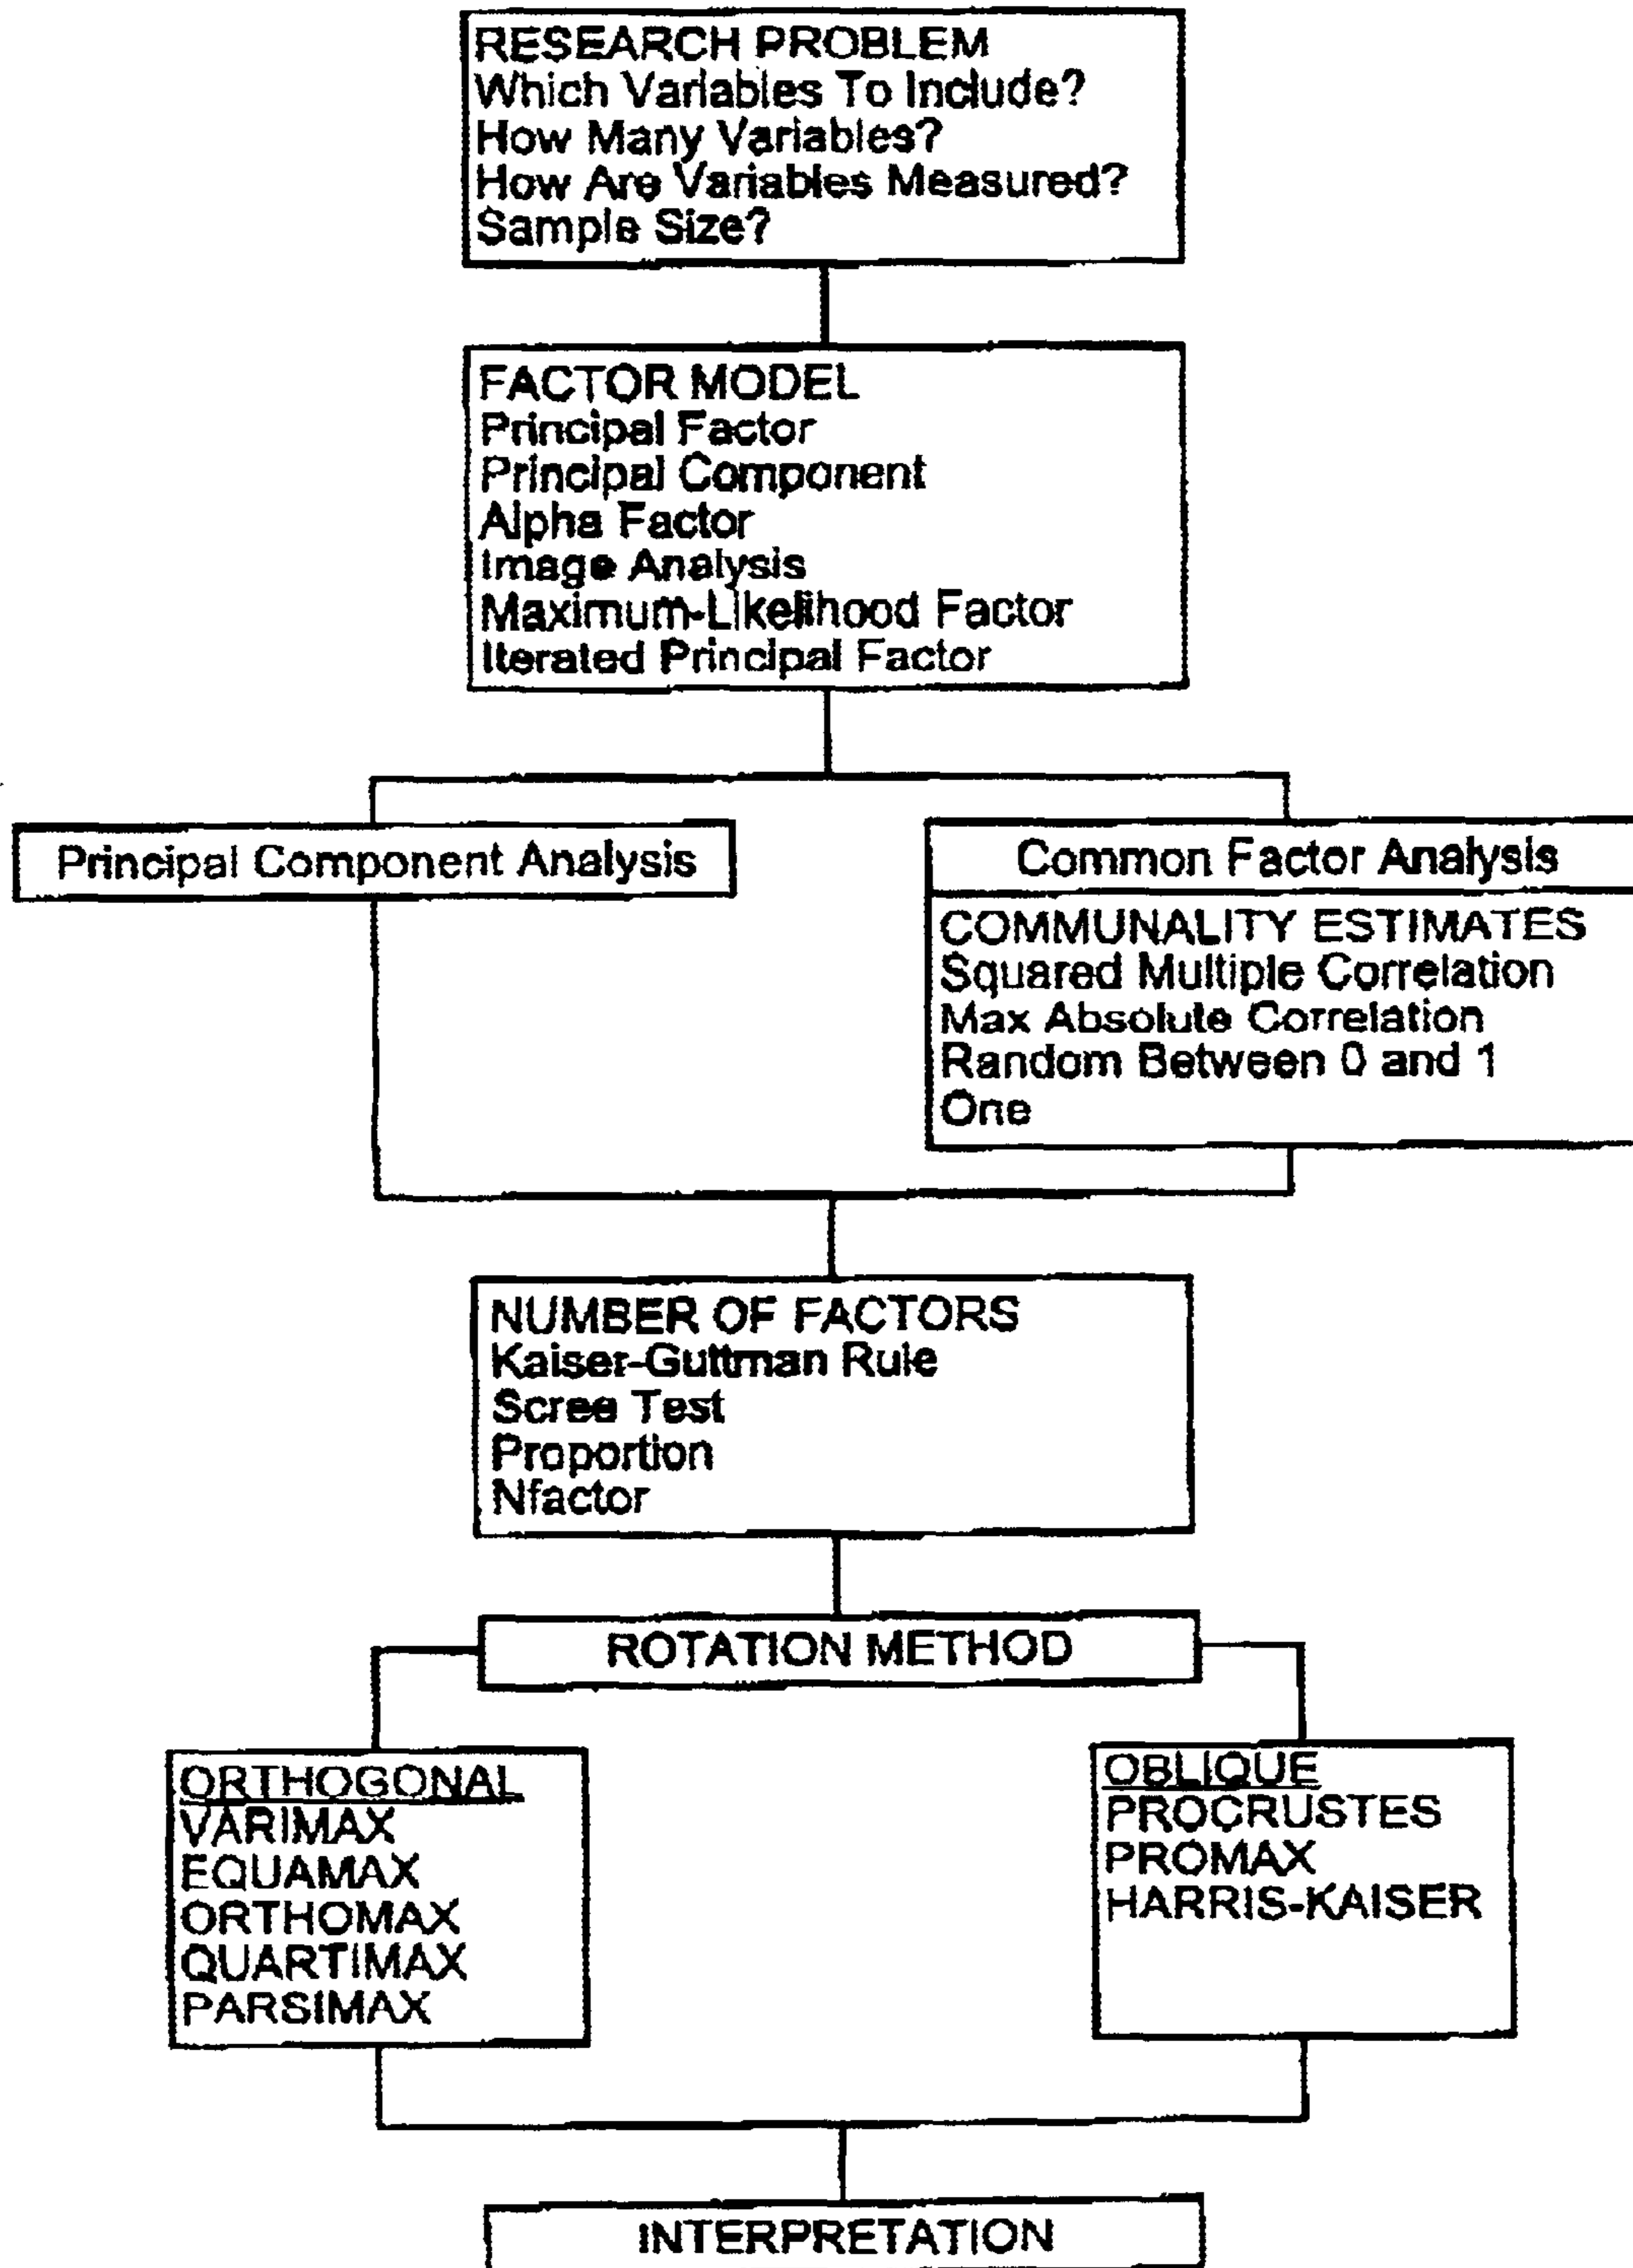 RESEARCH PROBLEM
Which Variables To Include?
How Many Variables?
How Are Variables Measured?
Sample Size?
FACTOR MODEL
Principal Factor
Principal Component
Alpha Factor
Image Analysis
Maximum-Likelihood Factor
Iterated Principal Factor
Principal Component Analysis
Common Factor Analysis
COMMUNALITY ESTIMATES
Squared Multiple Correlation
Max Absolute Correlation
Random Between 0 and 1
One
NUMBER OF FACTORS
Kaiser-Guttman Rule
Scree Test
Proportion
Nfactor
ROTATION METHOD
ORTHOGONAL
VARIMAX
EQUAMAX
ORTHOMAX
QUARTIMAX
PARSIMAX
OBLIQUE
PROCRUSTES
PROMAX
HARRIS-KAISER
INTERPRETATION